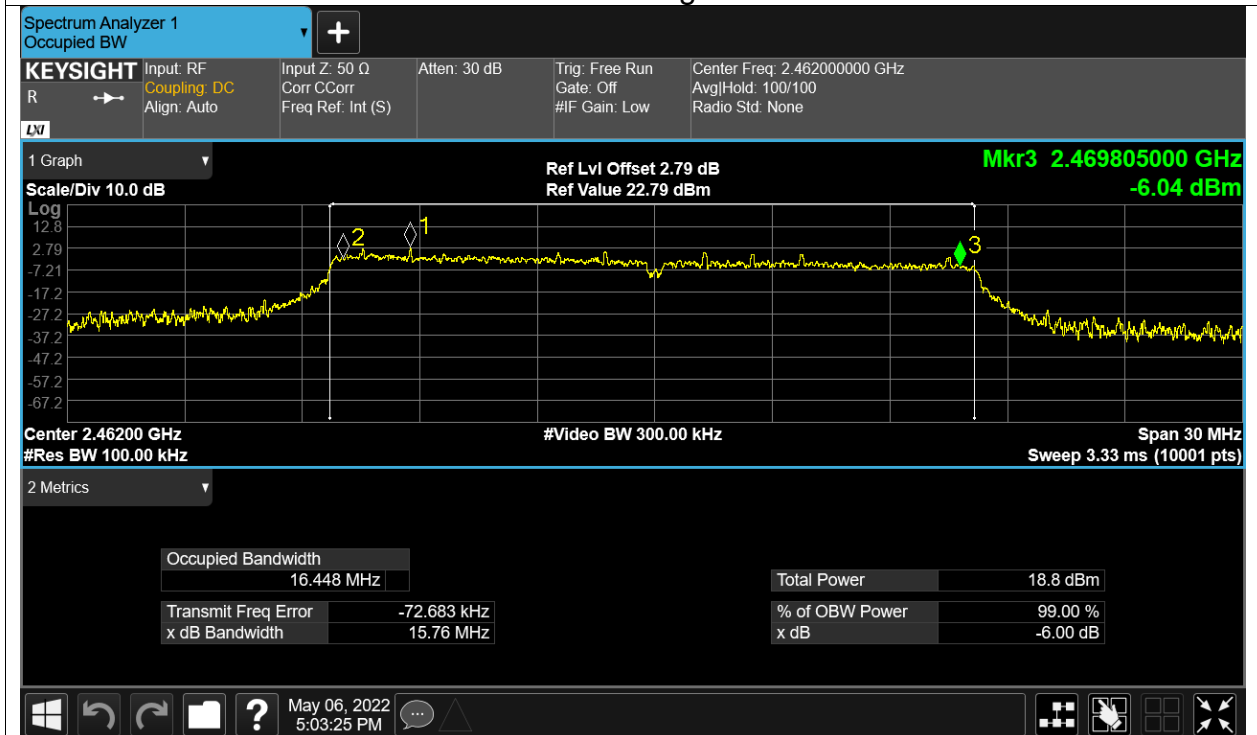 Spectrum Analyzer 1
Occupied BW
+
KEYSIGHT
R
LXI
Input: RF
Coupling: DC
Align: Auto
Input Z: 50 Ω
Corr CCorr
Freq Ref: Int (S)
Atten: 30 dB
Trig: Free Run
Gate: Off
#IF Gain: Low
Center Freq: 2.462000000 GHz
Avg|Hold: 100/100
Radio Std: None
1 Graph
Scale/Div 10.0 dB
Ref Lvl Offset 2.79 dB
Ref Value 22.79 dBm
Mkr3 2.469805000 GHz
-6.04 dBm
Log
12.8
2.79
-7.21
-17.2
-27.2
-37.2
-47.2
-57.2
-67.2
2
1
3
Center 2.46200 GHz
#Res BW 100.00 kHz
#Video BW 300.00 kHz
Span 30 MHz
Sweep 3.33 ms (10001 pts)
2 Metrics
Occupied Bandwidth
16.448 MHz
Transmit Freq Error -72.683 kHz
x dB Bandwidth 15.76 MHz
Total Power 18.8 dBm
% of OBW Power 99.00 %
x dB -6.00 dB
?
May 06, 2022
5:03:25 PM